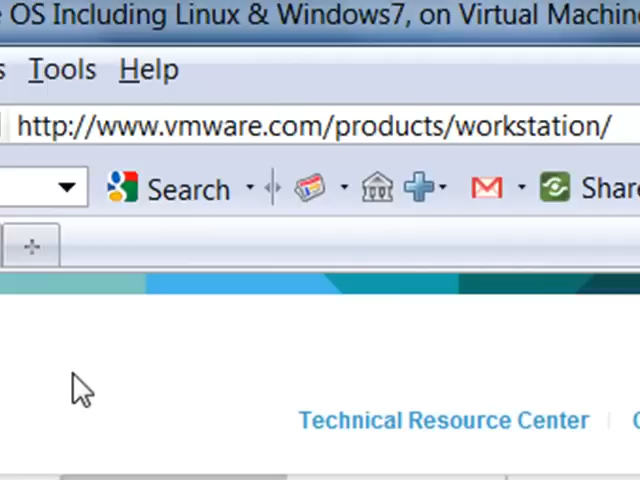 OS Including Linux & Windows7, on Virtual Machin
Tools Help
http://www.vmware.com/products/workstation/
Search Share
Technical Resource Center